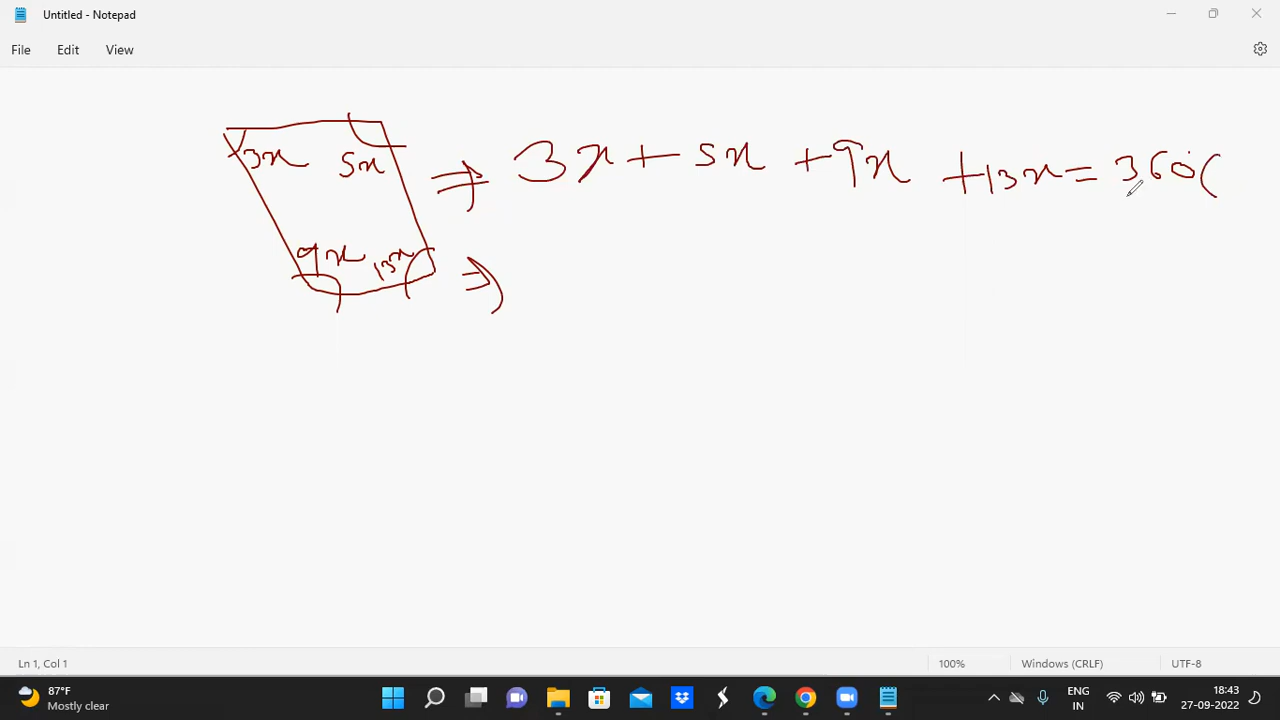 Untitled - Notepad
File Edit View
3x 5x
9x 13x
⇒ 3x + 5x + 9x + 13x = 360° (
⇒
Ln 1, Col 1 100% Windows (CRLF) UTF-8
87°F
Mostly clear
ENG
IN
18:43
27-09-2022